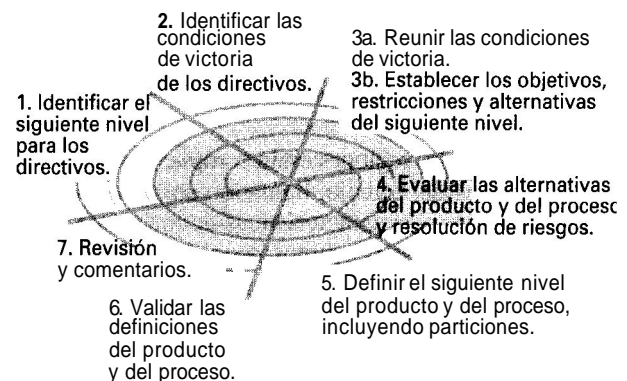 1. Identificar el
siguiente nivel
para los
directivos.
2. Identificar las
condiciones
de victoria
de los directivos.
3a. Reunir las condiciones
de victoria.
3b. Establecer los objetivos,
restricciones y alternativas
del siguiente nivel.
4. Evaluar las alternativas
del producto y del proceso
y resolución de riesgos.
5. Definir el siguiente nivel
del producto y del proceso,
incluyendo particiones.
6. Validar las
definiciones
del producto
y del proceso.
7. Revisión
y comentarios.